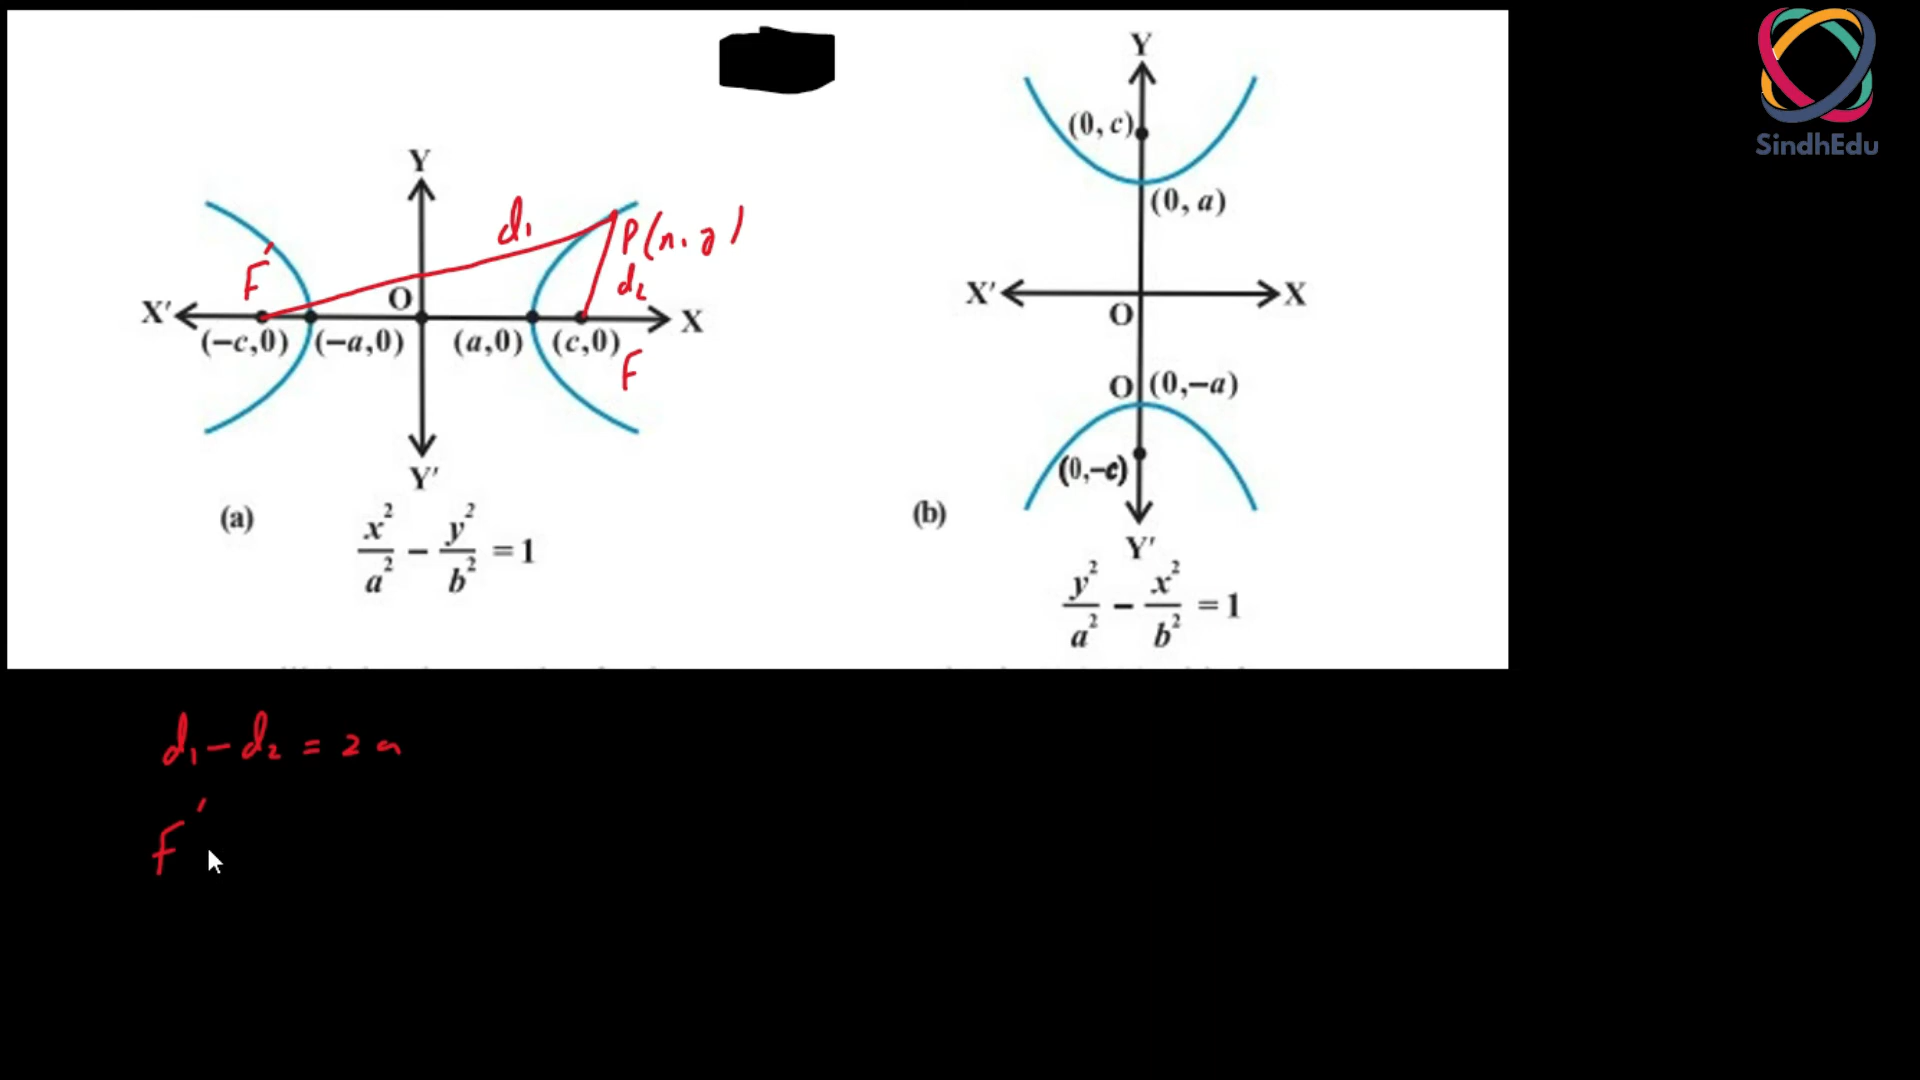 SindhEdu
Y
d₁
P(x, y)
d₂
F′
O
X′
X
(−c,0)
(−a,0)
(a,0)
(c,0)
F
Y′
(a)
x²/a² − y²/b² = 1
Y
(0, c)
(0, a)
X′
X
O
O
(0,−a)
(0,−c)
Y′
(b)
y²/a² − x²/b² = 1
d₁ − d₂ = 2a
F′